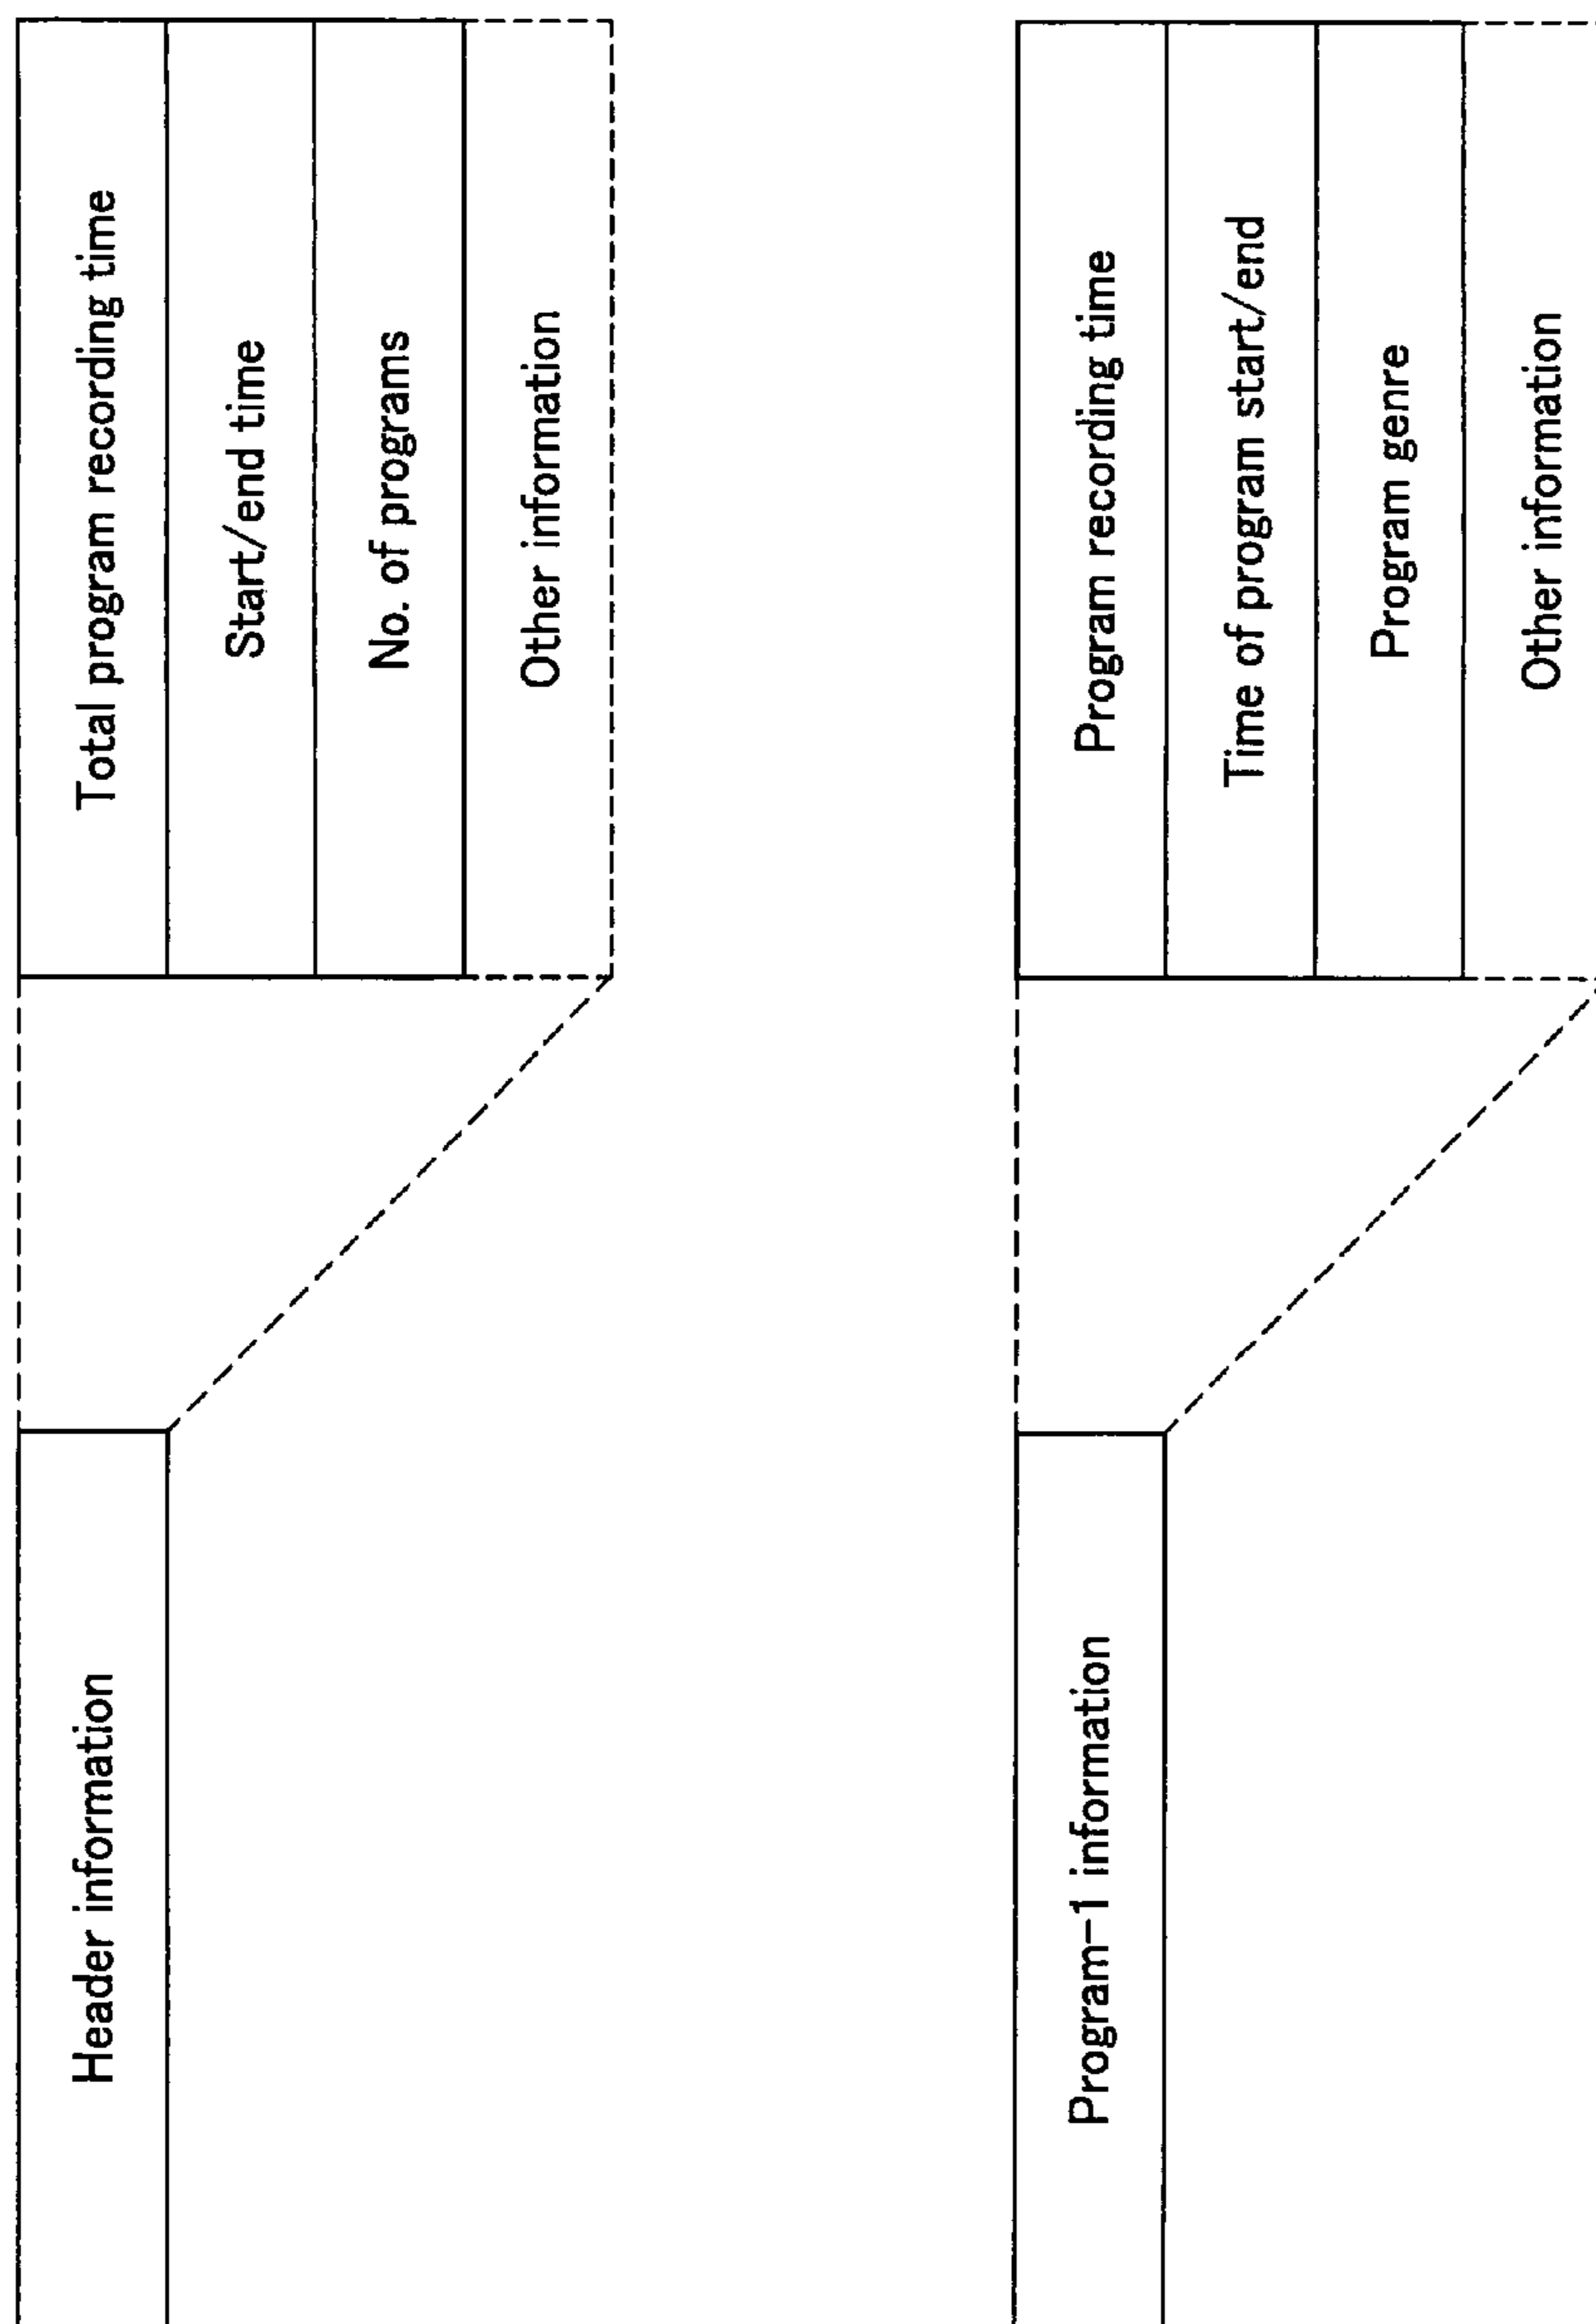 Header information
Total program recording time
Start/end time
No. of programs
Other information
Program-1 information
Program recording time
Time of program start/end
Program genre
Other information